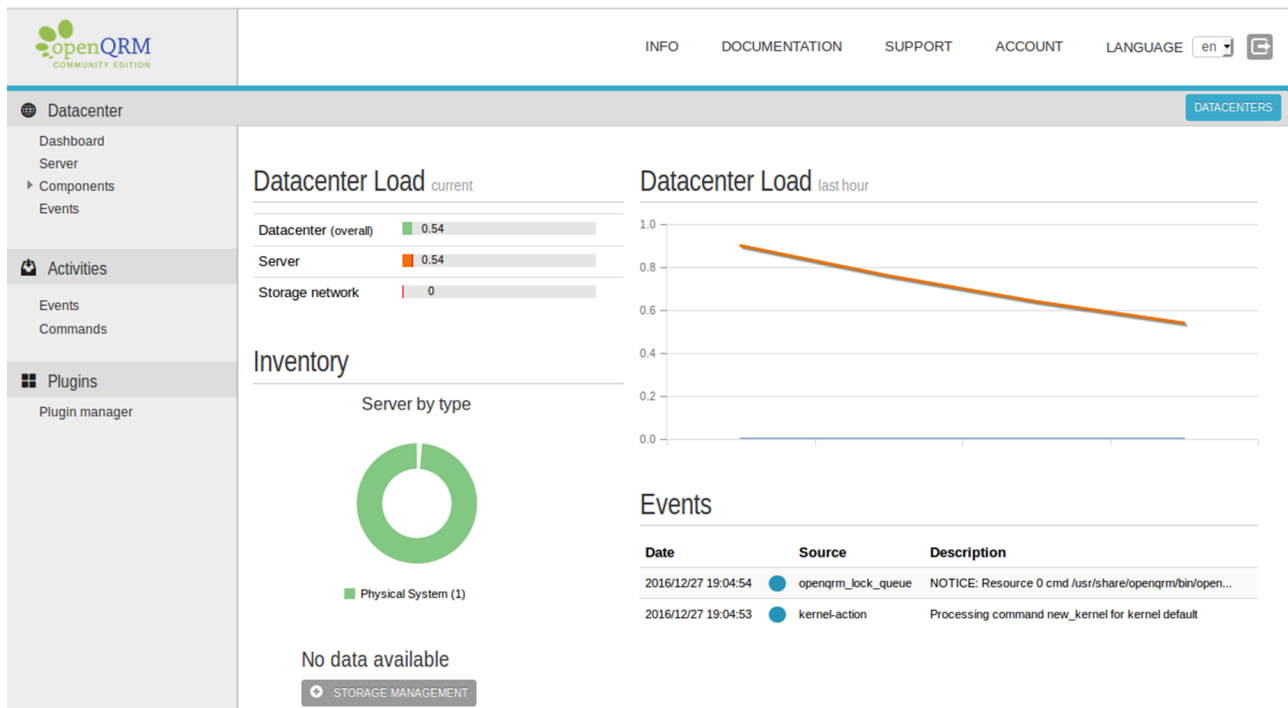 openQRM
COMMUNITY EDITION
INFO DOCUMENTATION SUPPORT ACCOUNT LANGUAGE en
Datacenter
DATACENTERS
Dashboard
Server
Components
Events
Activities
Events
Commands
Plugins
Plugin manager
Datacenter Load current
Datacenter (overall) 0.54
Server 0.54
Storage network 0
Inventory
Server by type
Physical System (1)
No data available
STORAGE MANAGEMENT
Datacenter Load last hour
1.0
0.8
0.6
0.4
0.2
0.0
Events
Date Source Description
2016/12/27 19:04:54 openqrm_lock_queue NOTICE: Resource 0 cmd /usr/share/openqrm/bin/open...
2016/12/27 19:04:53 kernel-action Processing command new_kernel for kernel default